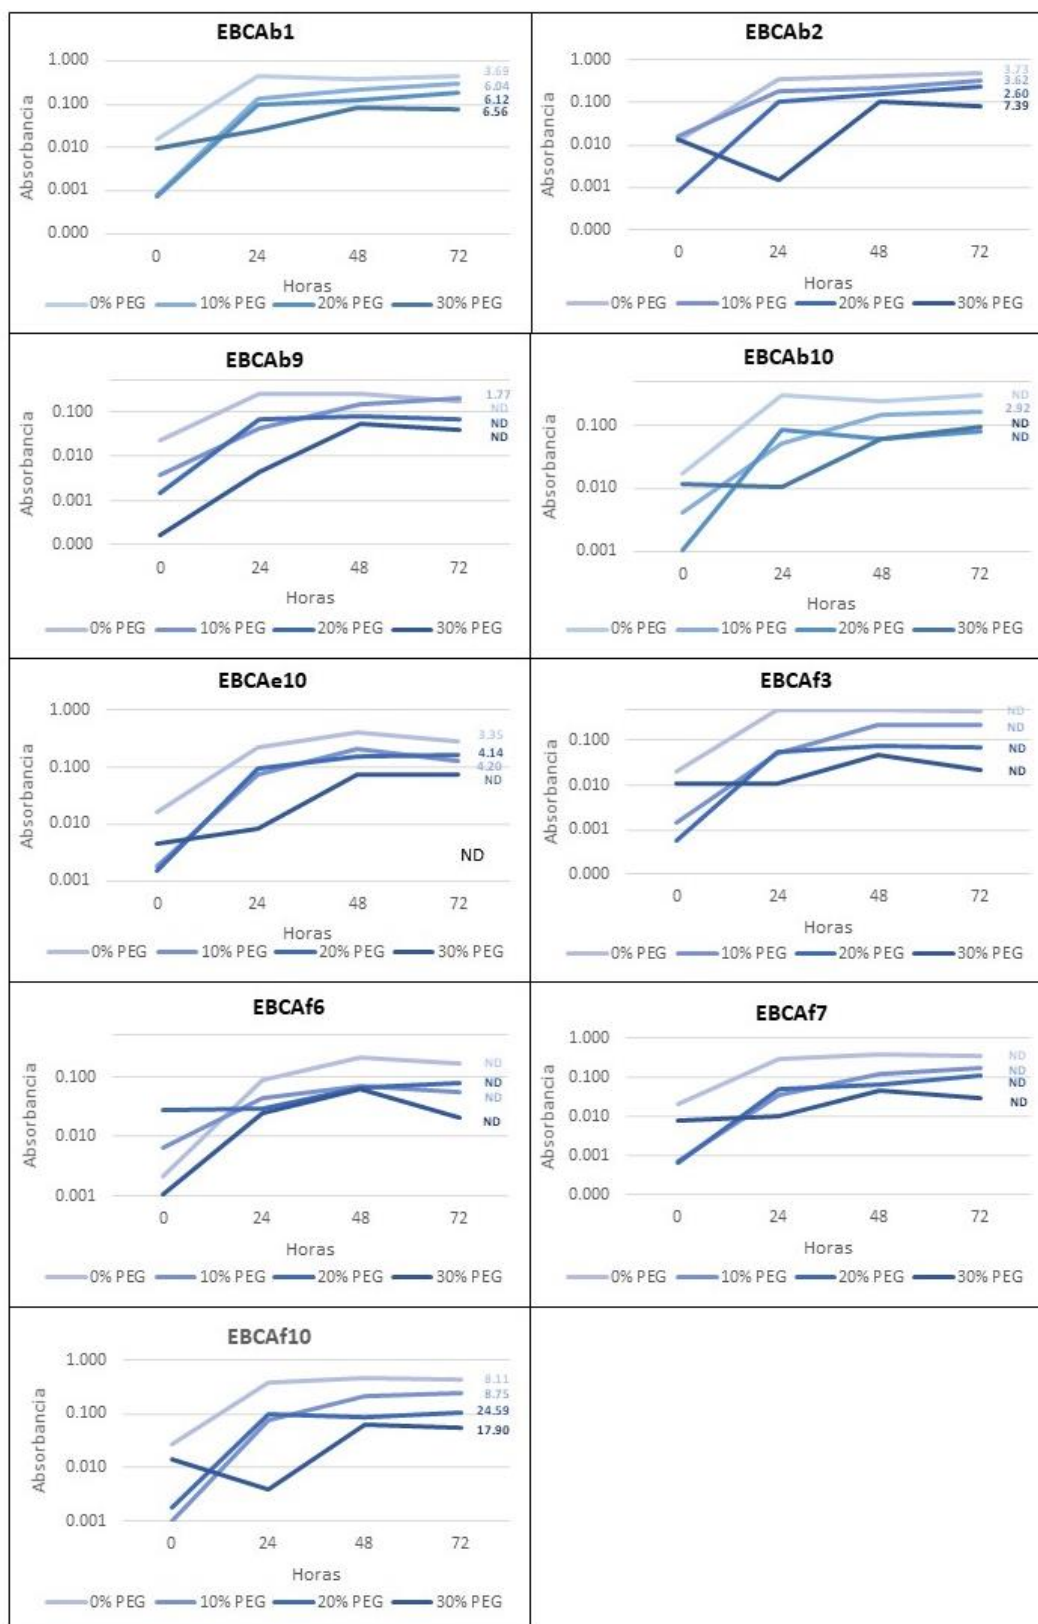 EBCAb1
1.000
0.100
0.010
0.001
0.000
Absorbancia
3.69
6.04
6.12
6.56
0 24 48 72
Horas
0% PEG 10% PEG 20% PEG 30% PEG
EBCAb2
1.000
0.100
0.010
0.001
0.000
Absorbancia
3.73
3.62
2.60
7.39
0 24 48 72
Horas
0% PEG 10% PEG 20% PEG 30% PEG
EBCAb9
0.100
0.010
0.001
0.000
Absorbancia
1.77
ND
ND
ND
0 24 48 72
Horas
0% PEG 10% PEG 20% PEG 30% PEG
EBCAb10
0.100
0.010
0.001
Absorbancia
ND
2.92
ND
ND
0 24 48 72
Horas
0% PEG 10% PEG 20% PEG 30% PEG
EBCAe10
1.000
0.100
0.010
0.001
Absorbancia
3.35
4.14
4.20
ND
ND
0 24 48 72
Horas
0% PEG 10% PEG 20% PEG 30% PEG
EBCAf3
0.100
0.010
0.001
0.000
Absorbancia
ND
ND
ND
ND
0 24 48 72
Horas
0% PEG 10% PEG 20% PEG 30% PEG
EBCAf6
0.100
0.010
0.001
Absorbancia
ND
ND
ND
ND
0 24 48 72
Horas
0% PEG 10% PEG 20% PEG 30% PEG
EBCAf7
1.000
0.100
0.010
0.001
0.000
Absorbancia
ND
ND
ND
ND
0 24 48 72
Horas
0% PEG 10% PEG 20% PEG 30% PEG
EBCAf10
1.000
0.100
0.010
0.001
Absorbancia
8.11
8.75
24.59
17.90
0 24 48 72
Horas
0% PEG 10% PEG 20% PEG 30% PEG